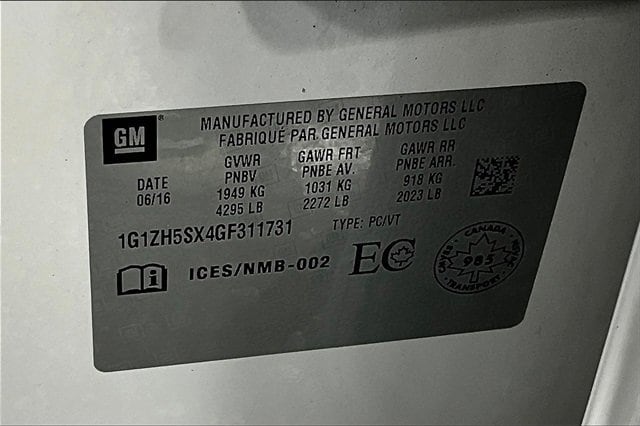 GM
MANUFACTURED BY GENERAL MOTORS LLC
FABRIQUÉ PAR GENERAL MOTORS LLC
DATE
06/16
GVWR
PNBV
1949 KG
4295 LB
GAWR FRT
PNBE AV.
1031 KG
2272 LB
GAWR RR
PNBE ARR.
918 KG
2023 LB
1G1ZH5SX4GF311731 TYPE: PC/VT
ICES/NMB-002
EC
CANADA
985
TRANSPORT